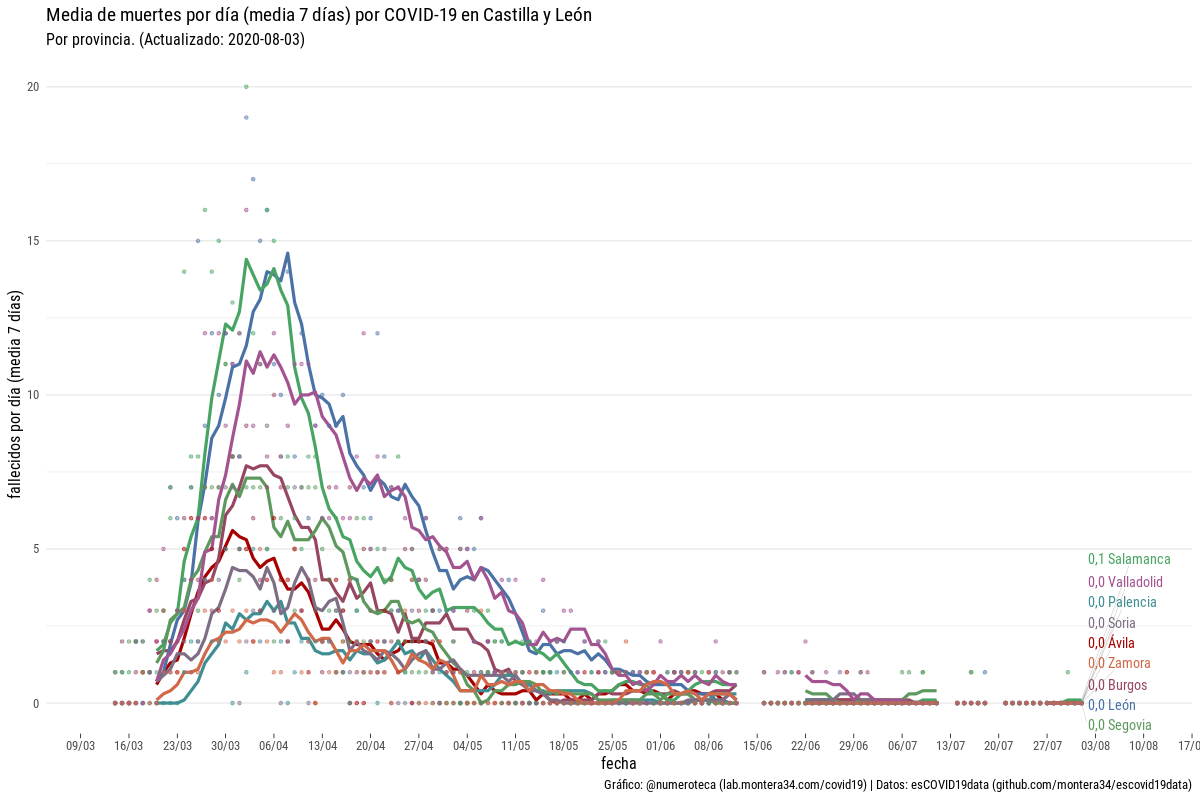 Media de muertes por día (media 7 días) por COVID-19 en Castilla y León
Por provincia. (Actualizado: 2020-08-03)
fallecidos por día (media 7 días)
20
15
10
5
0
0,1 Salamanca
0,0 Valladolid
0,0 Palencia
0,0 Soria
0,0 Ávila
0,0 Zamora
0,0 Burgos
0,0 León
0,0 Segovia
09/03 16/03 23/03 30/03 06/04 13/04 20/04 27/04 04/05 11/05 18/05 25/05 01/06 08/06 15/06 22/06 29/06 06/07 13/07 20/07 27/07 03/08 10/08 17/0
fecha
Gráfico: @numeroteca (lab.montera34.com/covid19) | Datos: esCOVID19data (github.com/montera34/escovid19data)